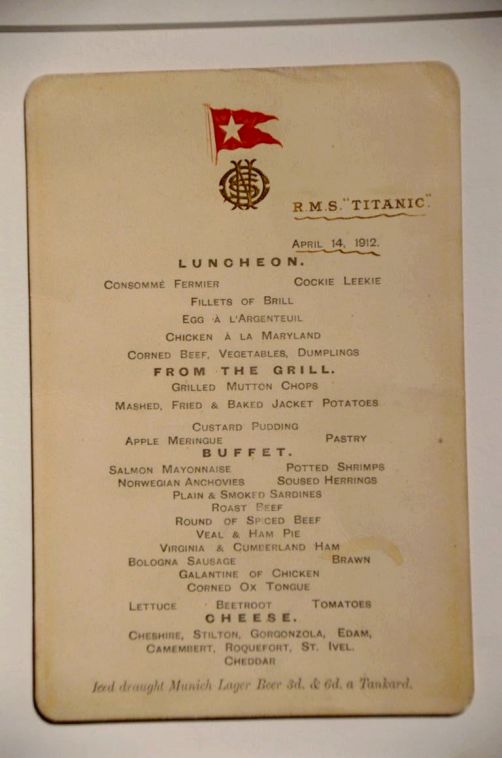 R.M.S. "TITANIC".
APRIL 14, 1912.
LUNCHEON.
CONSOMMÉ FERMIER COCKIE LEEKIE
FILLETS OF BRILL
EGG À L'ARGENTEUIL
CHICKEN À LA MARYLAND
CORNED BEEF, VEGETABLES, DUMPLINGS
FROM THE GRILL.
GRILLED MUTTON CHOPS
MASHED, FRIED & BAKED JACKET POTATOES
CUSTARD PUDDING
APPLE MERINGUE PASTRY
BUFFET.
SALMON MAYONNAISE POTTED SHRIMPS
NORWEGIAN ANCHOVIES SOUSED HERRINGS
PLAIN & SMOKED SARDINES
ROAST BEEF
ROUND OF SPICED BEEF
VEAL & HAM PIE
VIRGINIA & CUMBERLAND HAM
BOLOGNA SAUSAGE BRAWN
GALANTINE OF CHICKEN
CORNED OX TONGUE
LETTUCE BEETROOT TOMATOES
CHEESE.
CHESHIRE, STILTON, GORGONZOLA, EDAM,
CAMEMBERT, ROQUEFORT, ST. IVEL.
CHEDDAR
Iced draught Munich Lager Beer 3d. & 6d. a Tankard.